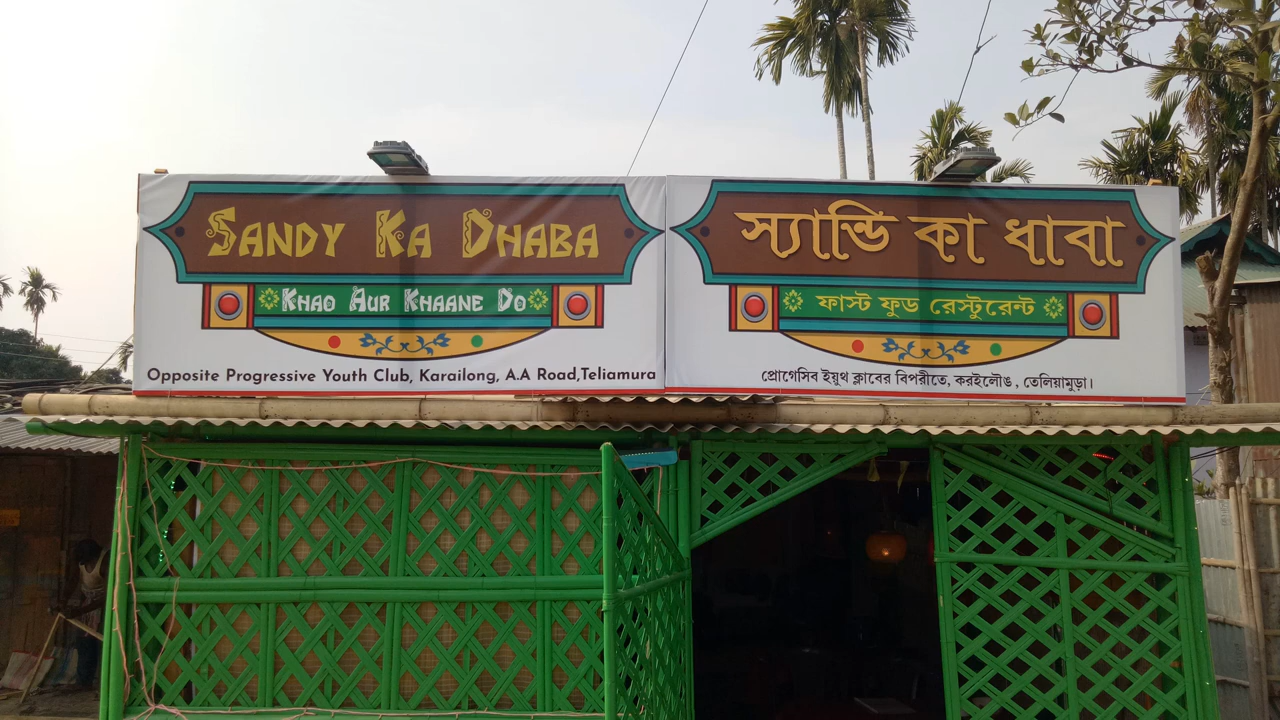 SANDY KA DHABA
KHAO AUR KHAANE DO
Opposite Progressive Youth Club, Karailong, A.A Road,Teliamura
স্যান্ডি কা ধাবা
ফাস্ট ফুড রেস্টুরেন্ট
প্রোগেসিব ইয়ুথ ক্লাবের বিপরীতে, করইলৌঙ , তেলিয়ামুড়া।